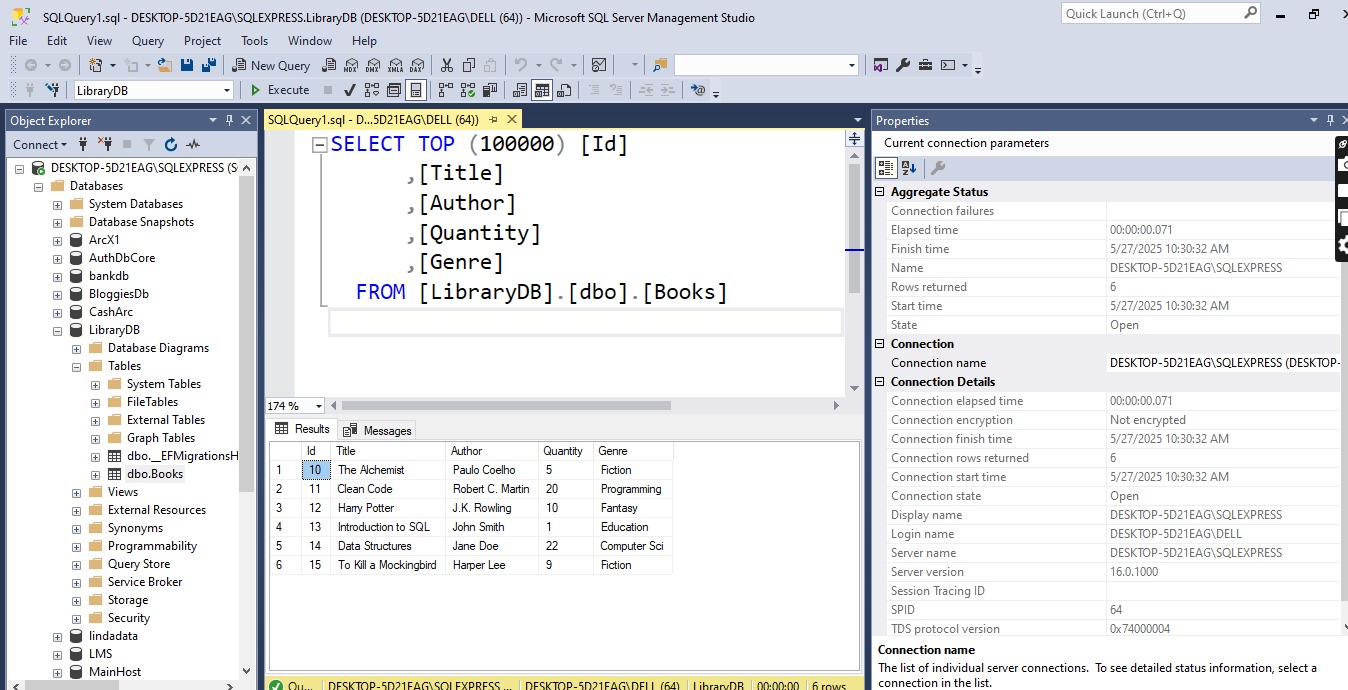 SQLQuery1.sql - DESKTOP-5D21EAG\SQLEXPRESS.LibraryDB (DESKTOP-5D21EAG\DELL (64)) - Microsoft SQL Server Management Studio
Quick Launch (Ctrl+Q)
File Edit View Query Project Tools Window Help
New Query MDX DMX XMLA DAX
LibraryDB Execute
Object Explorer
Connect
DESKTOP-5D21EAG\SQLEXPRESS (S
Databases
System Databases
Database Snapshots
ArcX1
AuthDbCore
bankdb
BloggiesDb
CashArc
LibraryDB
Database Diagrams
Tables
System Tables
FileTables
External Tables
Graph Tables
dbo.__EFMigrationsH
dbo.Books
Views
External Resources
Synonyms
Programmability
Query Store
Service Broker
Storage
Security
lindadata
LMS
MainHost
SQLQuery1.sql - D...5D21EAG\DELL (64))
SELECT TOP (100000) [Id]
,[Title]
,[Author]
,[Quantity]
,[Genre]
FROM [LibraryDB].[dbo].[Books]
174 %
Results Messages
Id Title Author Quantity Genre
1 10 The Alchemist Paulo Coelho 5 Fiction
2 11 Clean Code Robert C. Martin 20 Programming
3 12 Harry Potter J.K. Rowling 10 Fantasy
4 13 Introduction to SQL John Smith 1 Education
5 14 Data Structures Jane Doe 22 Computer Sci
6 15 To Kill a Mockingbird Harper Lee 9 Fiction
Qu... DESKTOP-5D21EAG\SQLEXPRESS ... DESKTOP-5D21EAG\DELL (64) LibraryDB 00:00:00 6 rows
Properties
Current connection parameters
Aggregate Status
Connection failures
Elapsed time 00:00:00.071
Finish time 5/27/2025 10:30:32 AM
Name DESKTOP-5D21EAG\SQLEXPRESS
Rows returned 6
Start time 5/27/2025 10:30:32 AM
State Open
Connection
Connection name DESKTOP-5D21EAG\SQLEXPRESS (DESKTOP-
Connection Details
Connection elapsed time 00:00:00.071
Connection encryption Not encrypted
Connection finish time 5/27/2025 10:30:32 AM
Connection rows returned 6
Connection start time 5/27/2025 10:30:32 AM
Connection state Open
Display name DESKTOP-5D21EAG\SQLEXPRESS
Login name DESKTOP-5D21EAG\DELL
Server name DESKTOP-5D21EAG\SQLEXPRESS
Server version 16.0.1000
Session Tracing ID
SPID 64
TDS protocol version 0x74000004
Connection name
The list of individual server connections. To see detailed status information, select a
connection in the list.